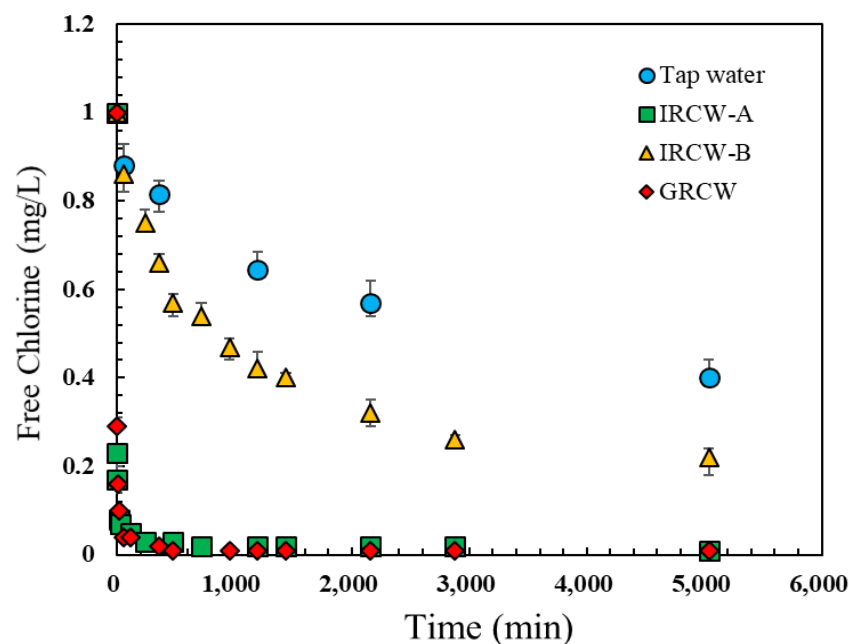 1.2
1
0.8
0.6
0.4
0.2
0
Free Chlorine (mg/L)
Tap water
IRCW-A
IRCW-B
GRCW
0 1,000 2,000 3,000 4,000 5,000 6,000
Time (min)